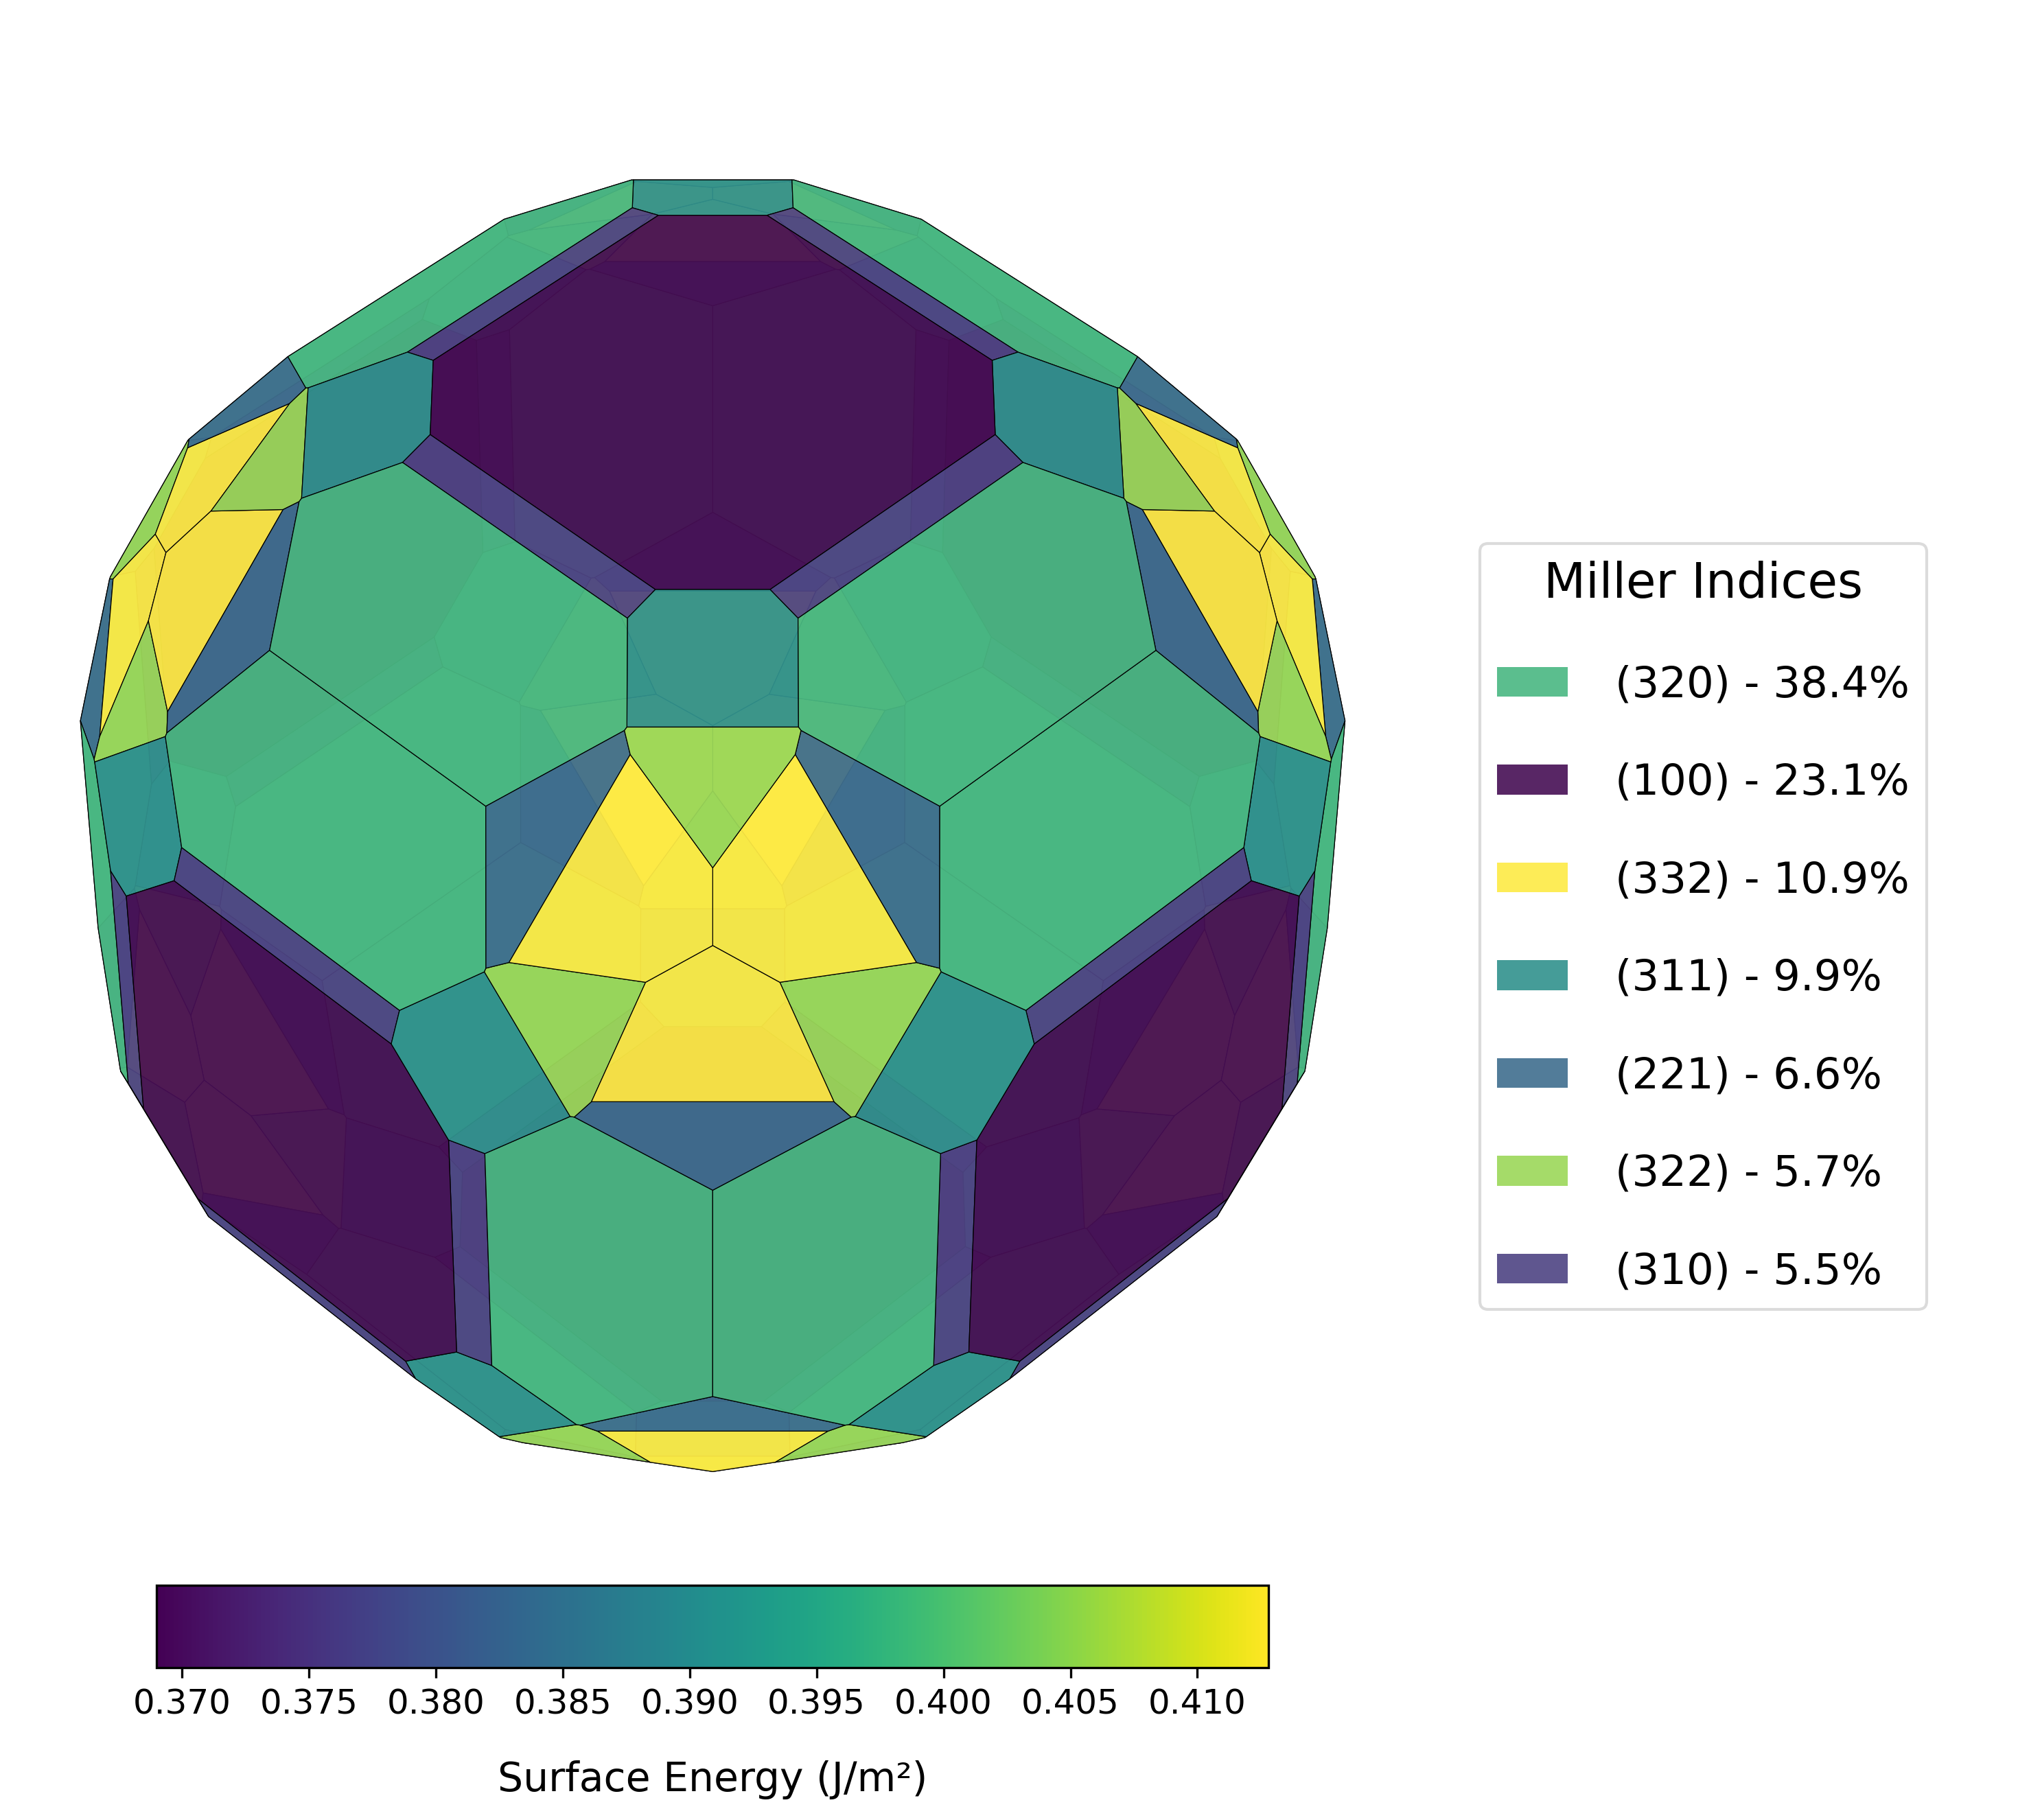 Miller Indices
(320) - 38.4%
(100) - 23.1%
(332) - 10.9%
(311) - 9.9%
(221) - 6.6%
(322) - 5.7%
(310) - 5.5%
0.370 0.375 0.380 0.385 0.390 0.395 0.400 0.405 0.410
Surface Energy (J/m²)